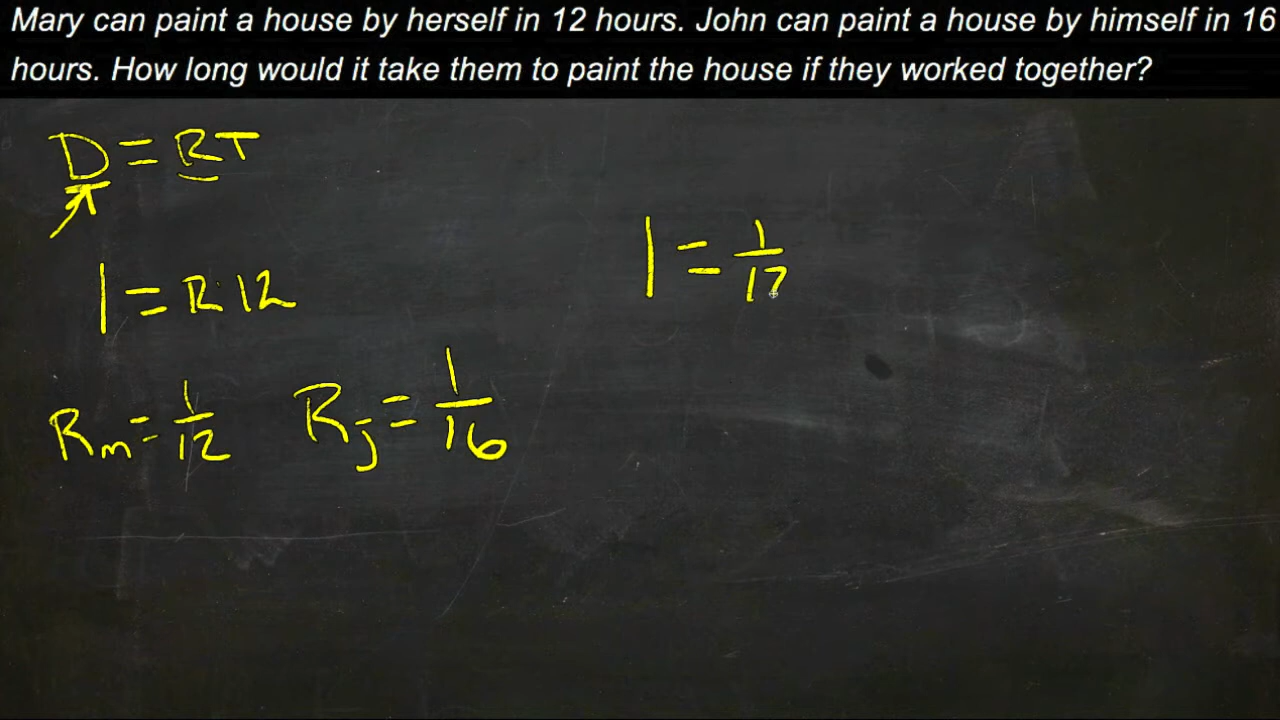 Mary can paint a house by herself in 12 hours. John can paint a house by himself in 16
hours. How long would it take them to paint the house if they worked together?
D = RT
1 = R 12
1 = 1/12
Rm = 1/12 Rj = 1/16